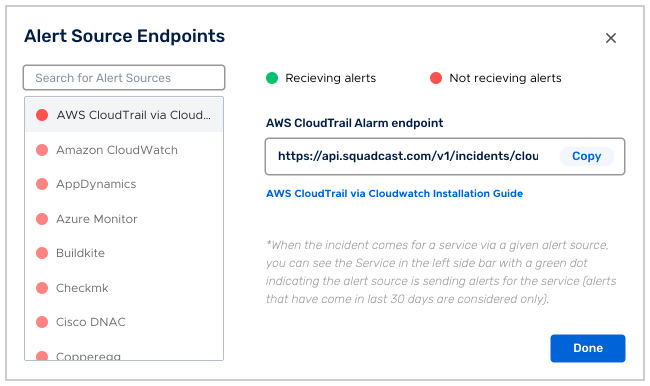 Alert Source Endpoints
Search for Alert Sources
Recieving alerts
Not recieving alerts
AWS CloudTrail via Cloud...
Amazon CloudWatch
AppDynamics
Azure Monitor
Buildkite
Checkmk
Cisco DNAC
Copperegg
AWS CloudTrail Alarm endpoint
https://api.squadcast.com/v1/incidents/clou
Copy
AWS CloudTrail via Cloudwatch Installation Guide
*When the incident comes for a service via a given alert source,
you can see the Service in the left side bar with a green dot
indicating the alert source is sending alerts for the service (alerts
that have come in last 30 days are considered only).
Done